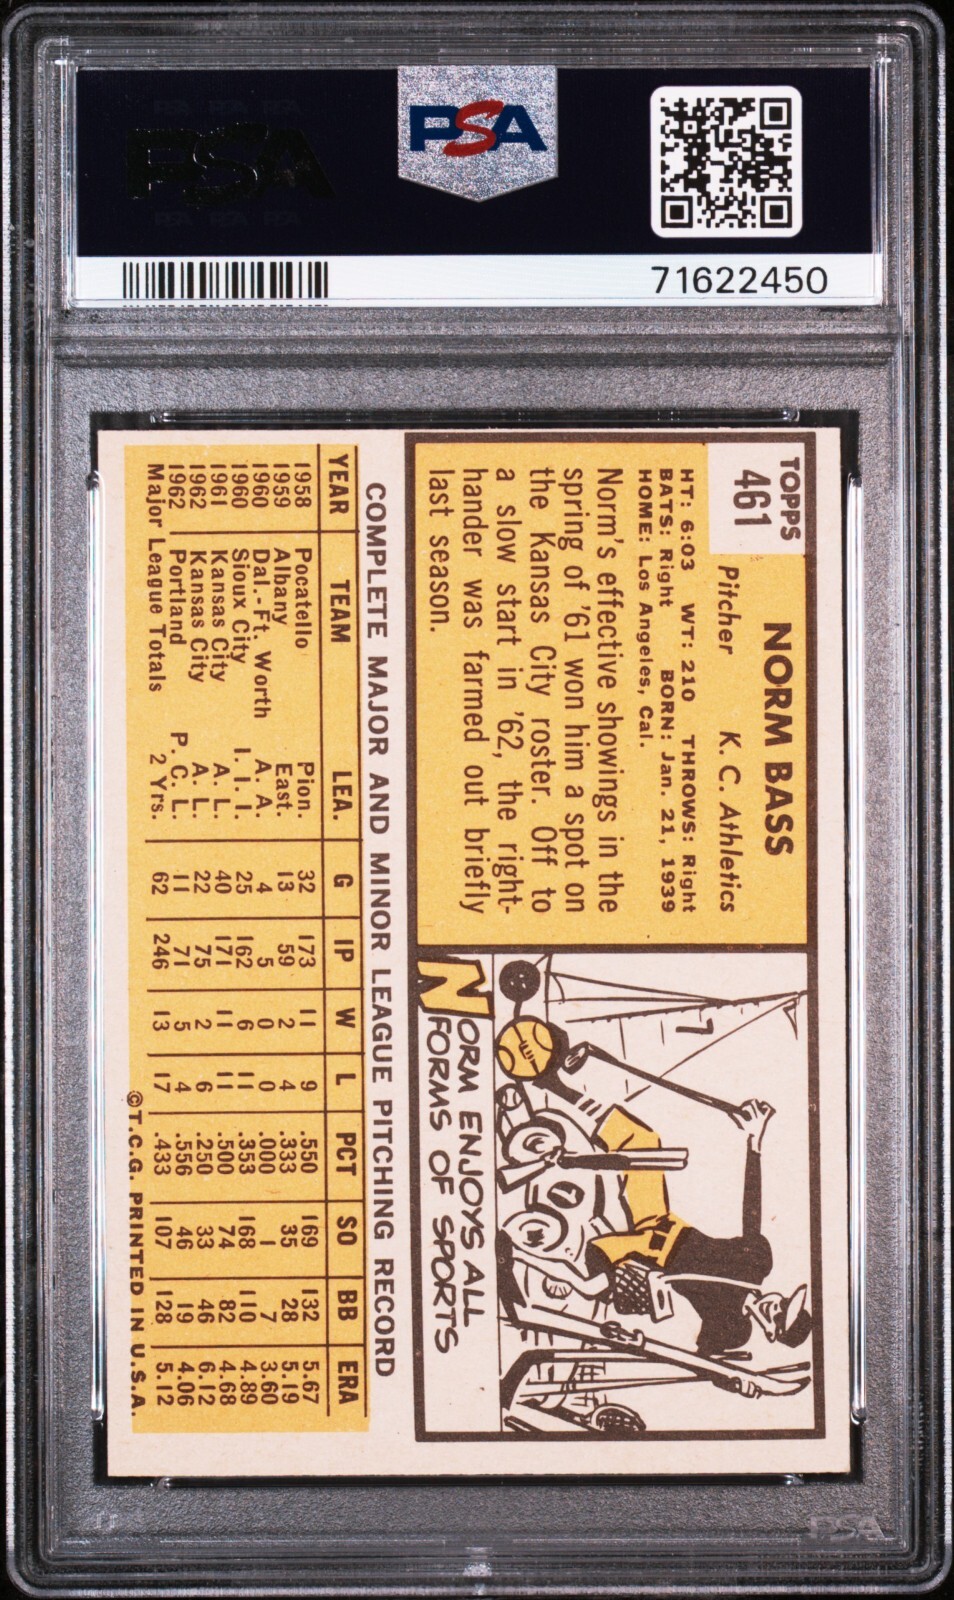 PSA
PSA
71622450
TOPPS
461
NORM BASS
Pitcher K. C. Athletics
HT: 6:03 WT: 210 THROWS: Right
BATS: Right BORN: Jan. 21, 1939
HOME: Los Angeles, Cal.
Norm's effective showings in the
spring of '61 won him a spot on
the Kansas City roster. Off to
a slow start in '62, the right-
hander was farmed out briefly
last season.
NORM ENJOYS ALL
FORMS OF SPORTS
COMPLETE MAJOR AND MINOR LEAGUE PITCHING RECORD
YEAR TEAM LEA. G IP W L PCT SO BB ERA
1958 Pocatello Pion. 32 173 11 9 .550 169 132 5.67
1959 Albany East. 13 59 2 4 .333 35 28 5.19
1960 Dal.-Ft. Worth A. A. 4 5 0 0 .000 1 7 3.60
1960 Sioux City I. I. I. 25 162 6 11 .353 168 110 4.89
1961 Kansas City A. L. 40 171 11 11 .500 74 82 4.68
1962 Kansas City A. L. 22 75 2 6 .250 33 46 6.12
1962 Portland P. C. L. 11 71 5 4 .556 46 19 4.06
Major League Totals 2 Yrs. 62 246 13 17 .433 107 128 5.12
©T.C.G. PRINTED IN U.S.A.
PSA